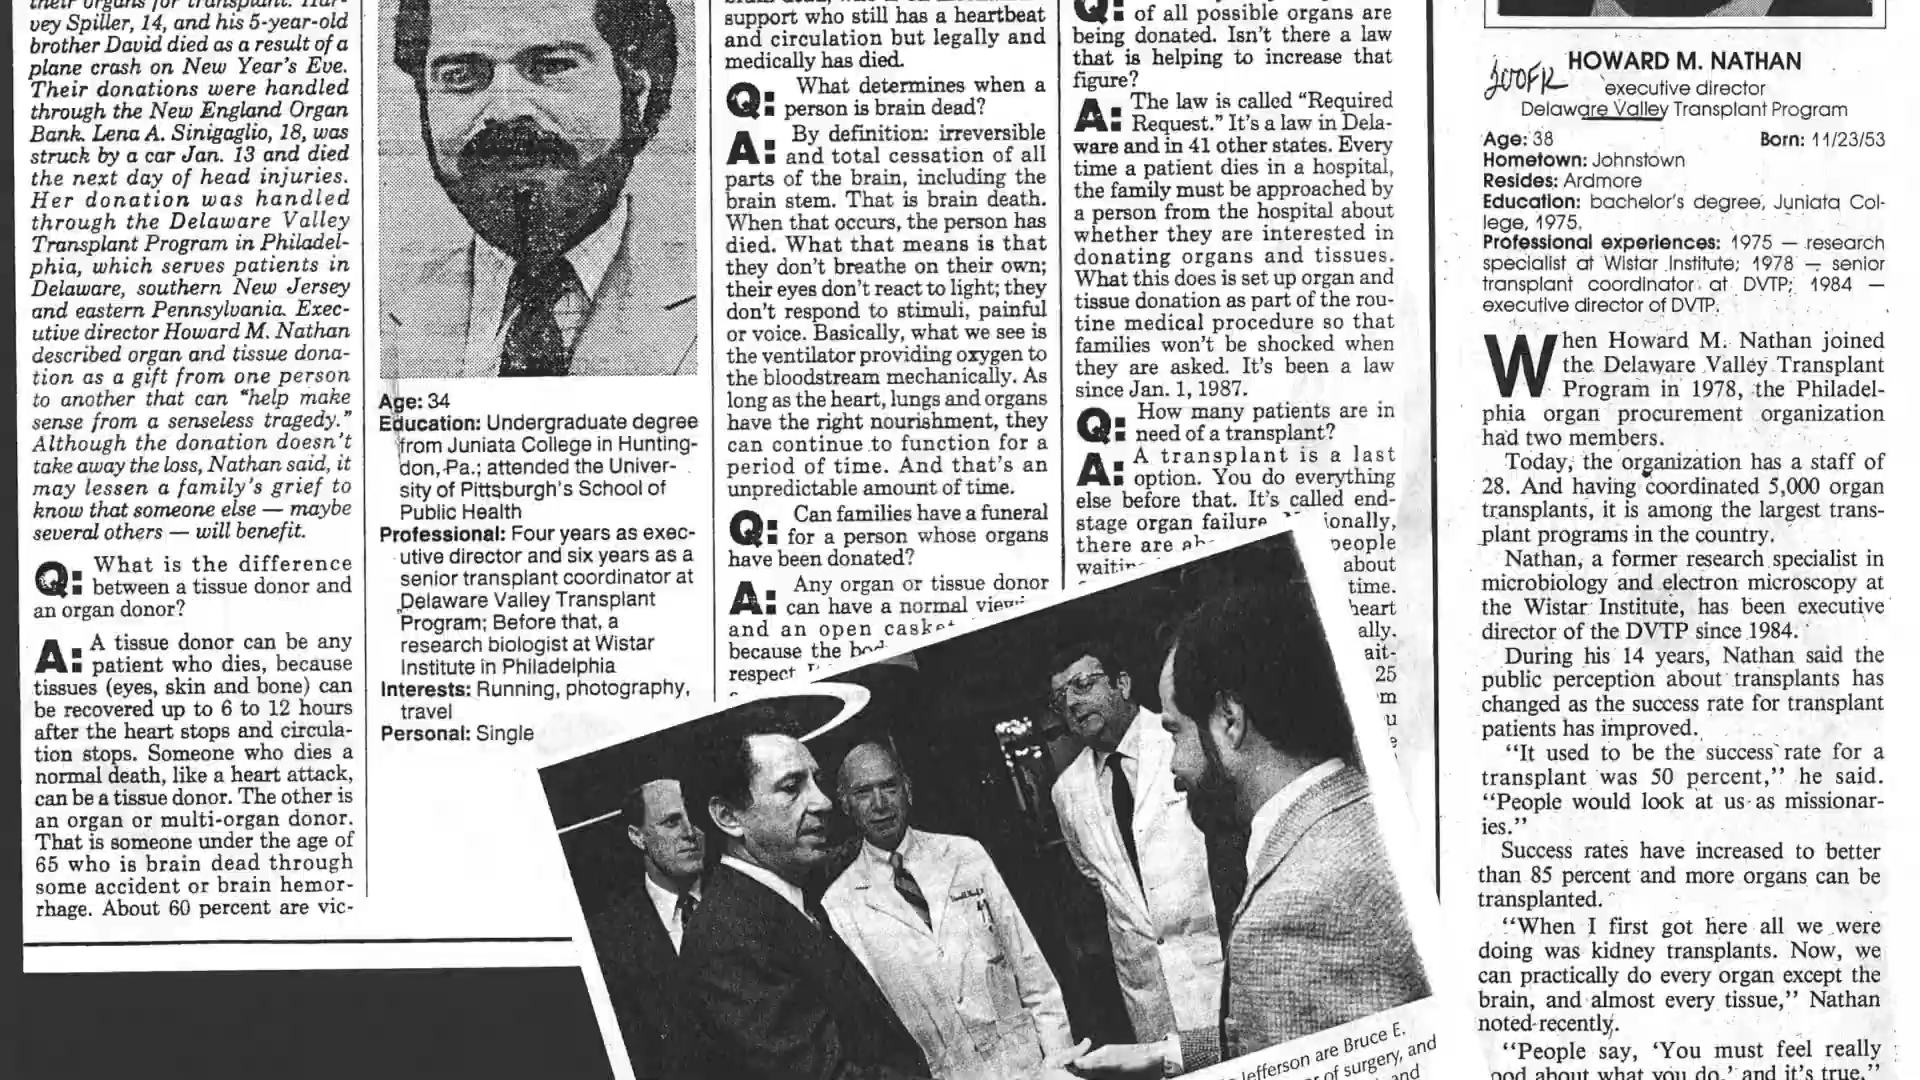 their organs for transplant. Har-
vey Spiller, 14, and his 5-year-old
brother David died as a result of a
plane crash on New Year's Eve.
Their donations were handled
through the New England Organ
Bank. Lena A. Sinigaglio, 18, was
struck by a car Jan. 13 and died
the next day of head injuries.
Her donation was handled
through the Delaware Valley
Transplant Program in Philadel-
phia, which serves patients in
Delaware, southern New Jersey
and eastern Pennsylvania. Exec-
utive director Howard M. Nathan
described organ and tissue dona-
tion as a gift from one person
to another that can "help make
sense from a senseless tragedy."
Although the donation doesn't
take away the loss, Nathan said, it
may lessen a family's grief to
know that someone else — maybe
several others — will benefit.
Q: What is the difference
between a tissue donor and
an organ donor?
A: A tissue donor can be any
patient who dies, because
tissues (eyes, skin and bone) can
be recovered up to 6 to 12 hours
after the heart stops and circula-
tion stops. Someone who dies a
normal death, like a heart attack,
can be a tissue donor. The other is
an organ or multi-organ donor.
That is someone under the age of
65 who is brain dead through
some accident or brain hemor-
rhage. About 60 percent are vic-
Age: 34
Education: Undergraduate degree
from Juniata College in Hunting-
don, Pa.; attended the Univer-
sity of Pittsburgh's School of
Public Health
Professional: Four years as exec-
utive director and six years as a
senior transplant coordinator at
Delaware Valley Transplant
Program; Before that, a
research biologist at Wistar
Institute in Philadelphia
Interests: Running, photography,
travel
Personal: Single
support who still has a heartbeat
and circulation but legally and
medically has died.
Q: What determines when a
person is brain dead?
A: By definition: irreversible
and total cessation of all
parts of the brain, including the
brain stem. That is brain death.
When that occurs, the person has
died. What that means is that
they don't breathe on their own;
their eyes don't react to light; they
don't respond to stimuli, painful
or voice. Basically, what we see is
the ventilator providing oxygen to
the bloodstream mechanically. As
long as the heart, lungs and organs
have the right nourishment, they
can continue to function for a
period of time. And that's an
unpredictable amount of time.
Q: Can families have a funeral
for a person whose organs
have been donated?
A: Any organ or tissue donor
can have a normal
and an open
because the
respect
Q:
of all possible organs are
being donated. Isn't there a law
that is helping to increase that
figure?
A: The law is called "Required
Request." It's a law in Dela-
ware and in 41 other states. Every
time a patient dies in a hospital,
the family must be approached by
a person from the hospital about
whether they are interested in
donating organs and tissues.
What this does is set up organ and
tissue donation as part of the rou-
tine medical procedure so that
families won't be shocked when
they are asked. It's been a law
since Jan. 1, 1987.
Q: How many patients are in
need of a transplant?
A: A transplant is a last
option. You do everything
else before that. It's called end-
stage organ failure
there are people
about
time.
heart
ally.
ait-
25
Jefferson are Bruce E.
of surgery, and
and
HOWARD M. NATHAN
executive director
Delaware Valley Transplant Program
Age: 38 Born: 11/23/53
Hometown: Johnstown
Resides: Ardmore
Education: bachelor's degree, Juniata Col-
lege, 1975.
Professional experiences: 1975 — research
specialist at Wistar Institute; 1978 — senior
transplant coordinator at DVTP; 1984 —
executive director of DVTP.
When Howard M. Nathan joined
the Delaware Valley Transplant
Program in 1978, the Philadel-
phia organ procurement organization
had two members.
Today, the organization has a staff of
28. And having coordinated 5,000 organ
transplants, it is among the largest trans-
plant programs in the country.
Nathan, a former research specialist in
microbiology and electron microscopy at
the Wistar Institute, has been executive
director of the DVTP since 1984.
During his 14 years, Nathan said the
public perception about transplants has
changed as the success rate for transplant
patients has improved.
"It used to be the success rate for a
transplant was 50 percent," he said.
"People would look at us as missionar-
ies."
Success rates have increased to better
than 85 percent and more organs can be
transplanted.
"When I first got here all we were
doing was kidney transplants. Now, we
can practically do every organ except the
brain, and almost every tissue," Nathan
noted recently.
"People say, 'You must feel really
good about what you do,' and it's true."